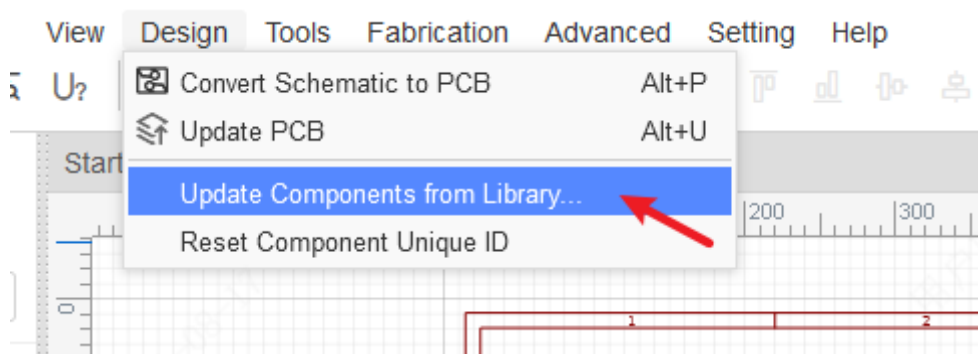 View Design Tools Fabrication Advanced Setting Help
U?
Convert Schematic to PCB Alt+P
Update PCB Alt+U
Start
Update Components from Library...
200 300
Reset Component Unique ID
0
1 2